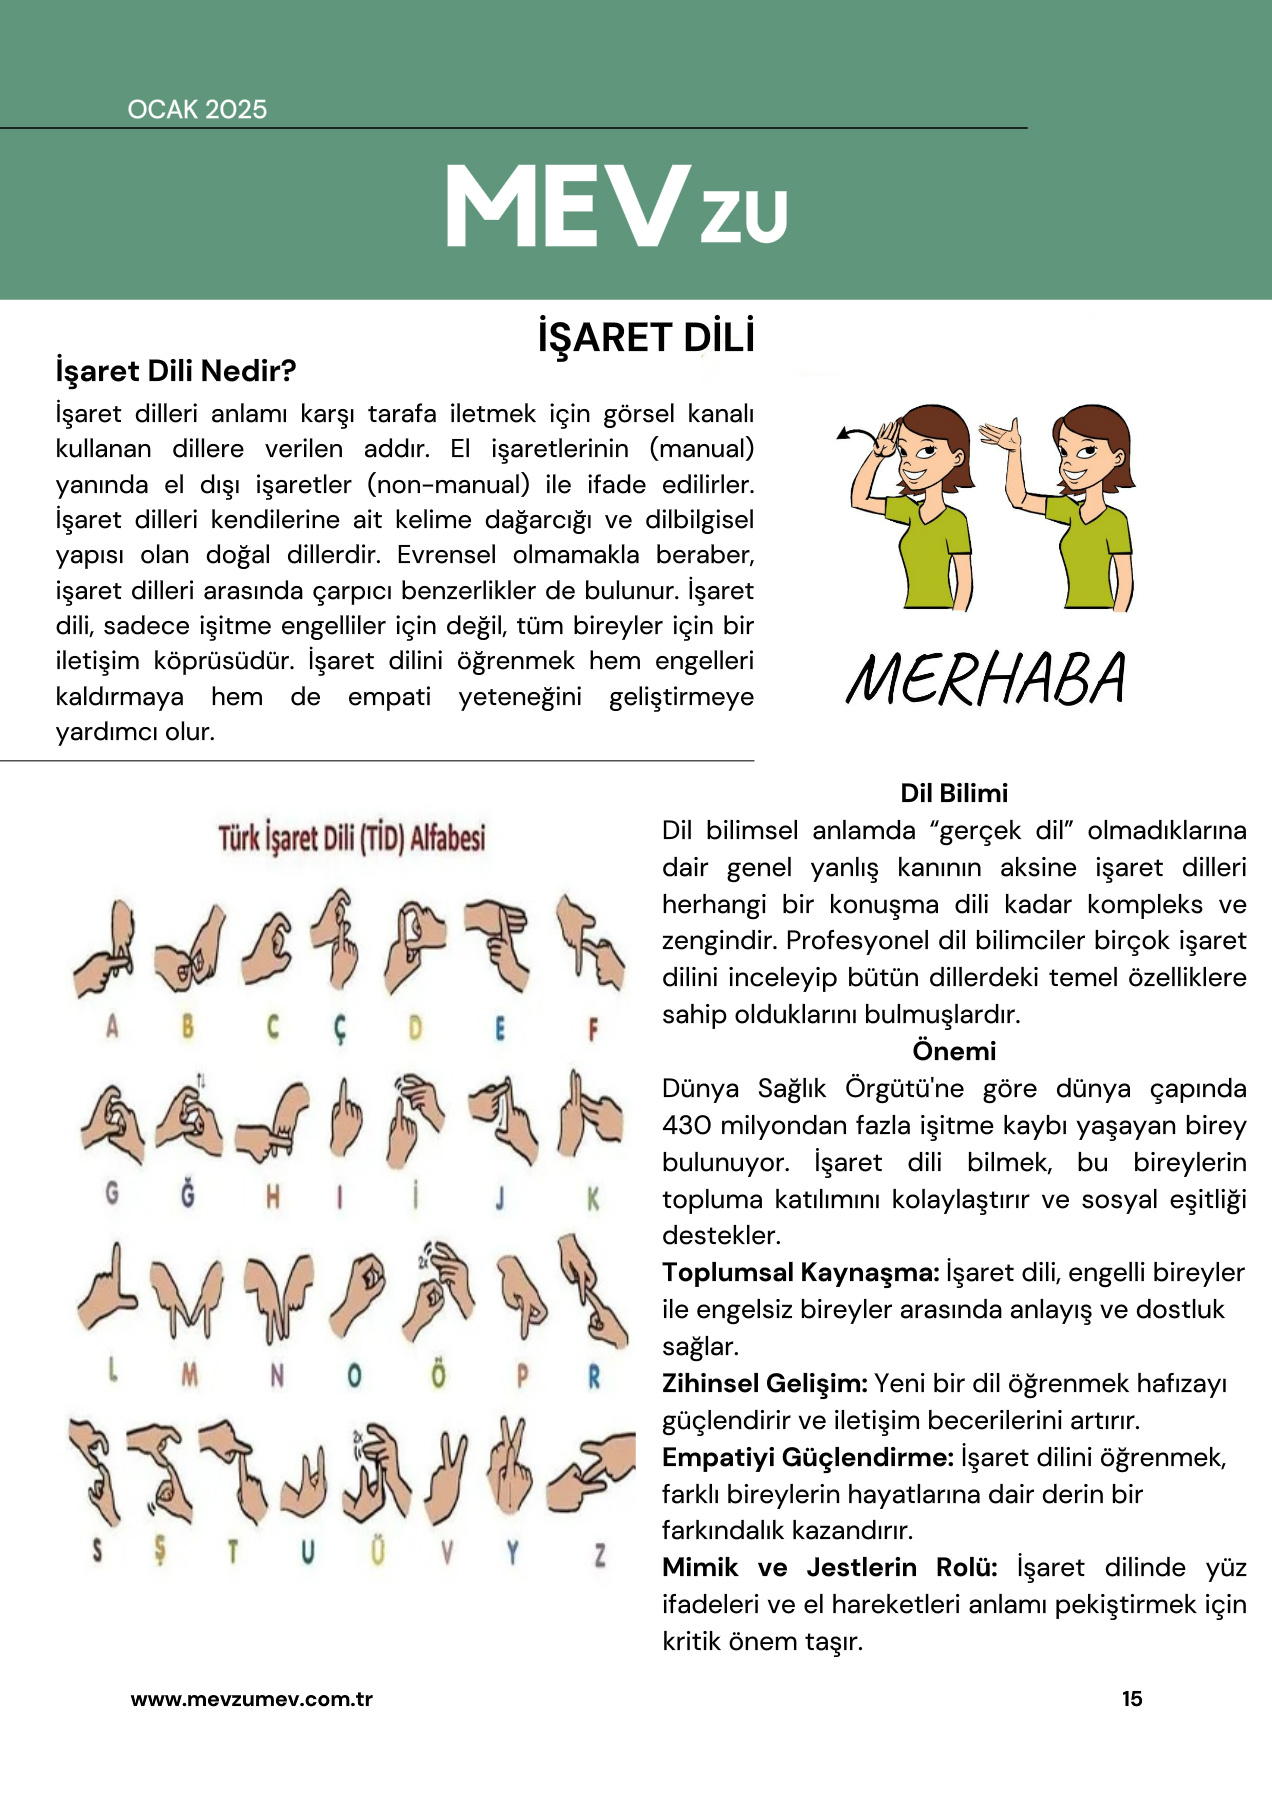 OCAK 2025
MEVzu
İŞARET DİLİ
İşaret Dili Nedir?
İşaret dilleri anlamı karşı tarafa iletmek için görsel kanalı
kullanan dillere verilen addır. El işaretlerinin (manual)
yanında el dışı işaretler (non-manual) ile ifade edilirler.
İşaret dilleri kendilerine ait kelime dağarcığı ve dilbilgisel
yapısı olan doğal dillerdir. Evrensel olmamakla beraber,
işaret dilleri arasında çarpıcı benzerlikler de bulunur. İşaret
dili, sadece işitme engelliler için değil, tüm bireyler için bir
iletişim köprüsüdür. İşaret dilini öğrenmek hem engelleri
kaldırmaya hem de empati yeteneğini geliştirmeye
yardımcı olur.
MERHABA
Türk İşaret Dili (TİD) Alfabesi
A B C Ç D E F
G Ğ H I İ J K
2x
L M N O Ö P R
2x
S Ş T U Ü V Y Z
Dil Bilimi
Dil bilimsel anlamda “gerçek dil” olmadıklarına
dair genel yanlış kanının aksine işaret dilleri
herhangi bir konuşma dili kadar kompleks ve
zengindir. Profesyonel dil bilimciler birçok işaret
dilini inceleyip bütün dillerdeki temel özelliklere
sahip olduklarını bulmuşlardır.
Önemi
Dünya Sağlık Örgütü'ne göre dünya çapında
430 milyondan fazla işitme kaybı yaşayan birey
bulunuyor. İşaret dili bilmek, bu bireylerin
topluma katılımını kolaylaştırır ve sosyal eşitliği
destekler.
Toplumsal Kaynaşma: İşaret dili, engelli bireyler
ile engelsiz bireyler arasında anlayış ve dostluk
sağlar.
Zihinsel Gelişim: Yeni bir dil öğrenmek hafızayı
güçlendirir ve iletişim becerilerini artırır.
Empatiyi Güçlendirme: İşaret dilini öğrenmek,
farklı bireylerin hayatlarına dair derin bir
farkındalık kazandırır.
Mimik ve Jestlerin Rolü: İşaret dilinde yüz
ifadeleri ve el hareketleri anlamı pekiştirmek için
kritik önem taşır.
www.mevzumev.com.tr
15